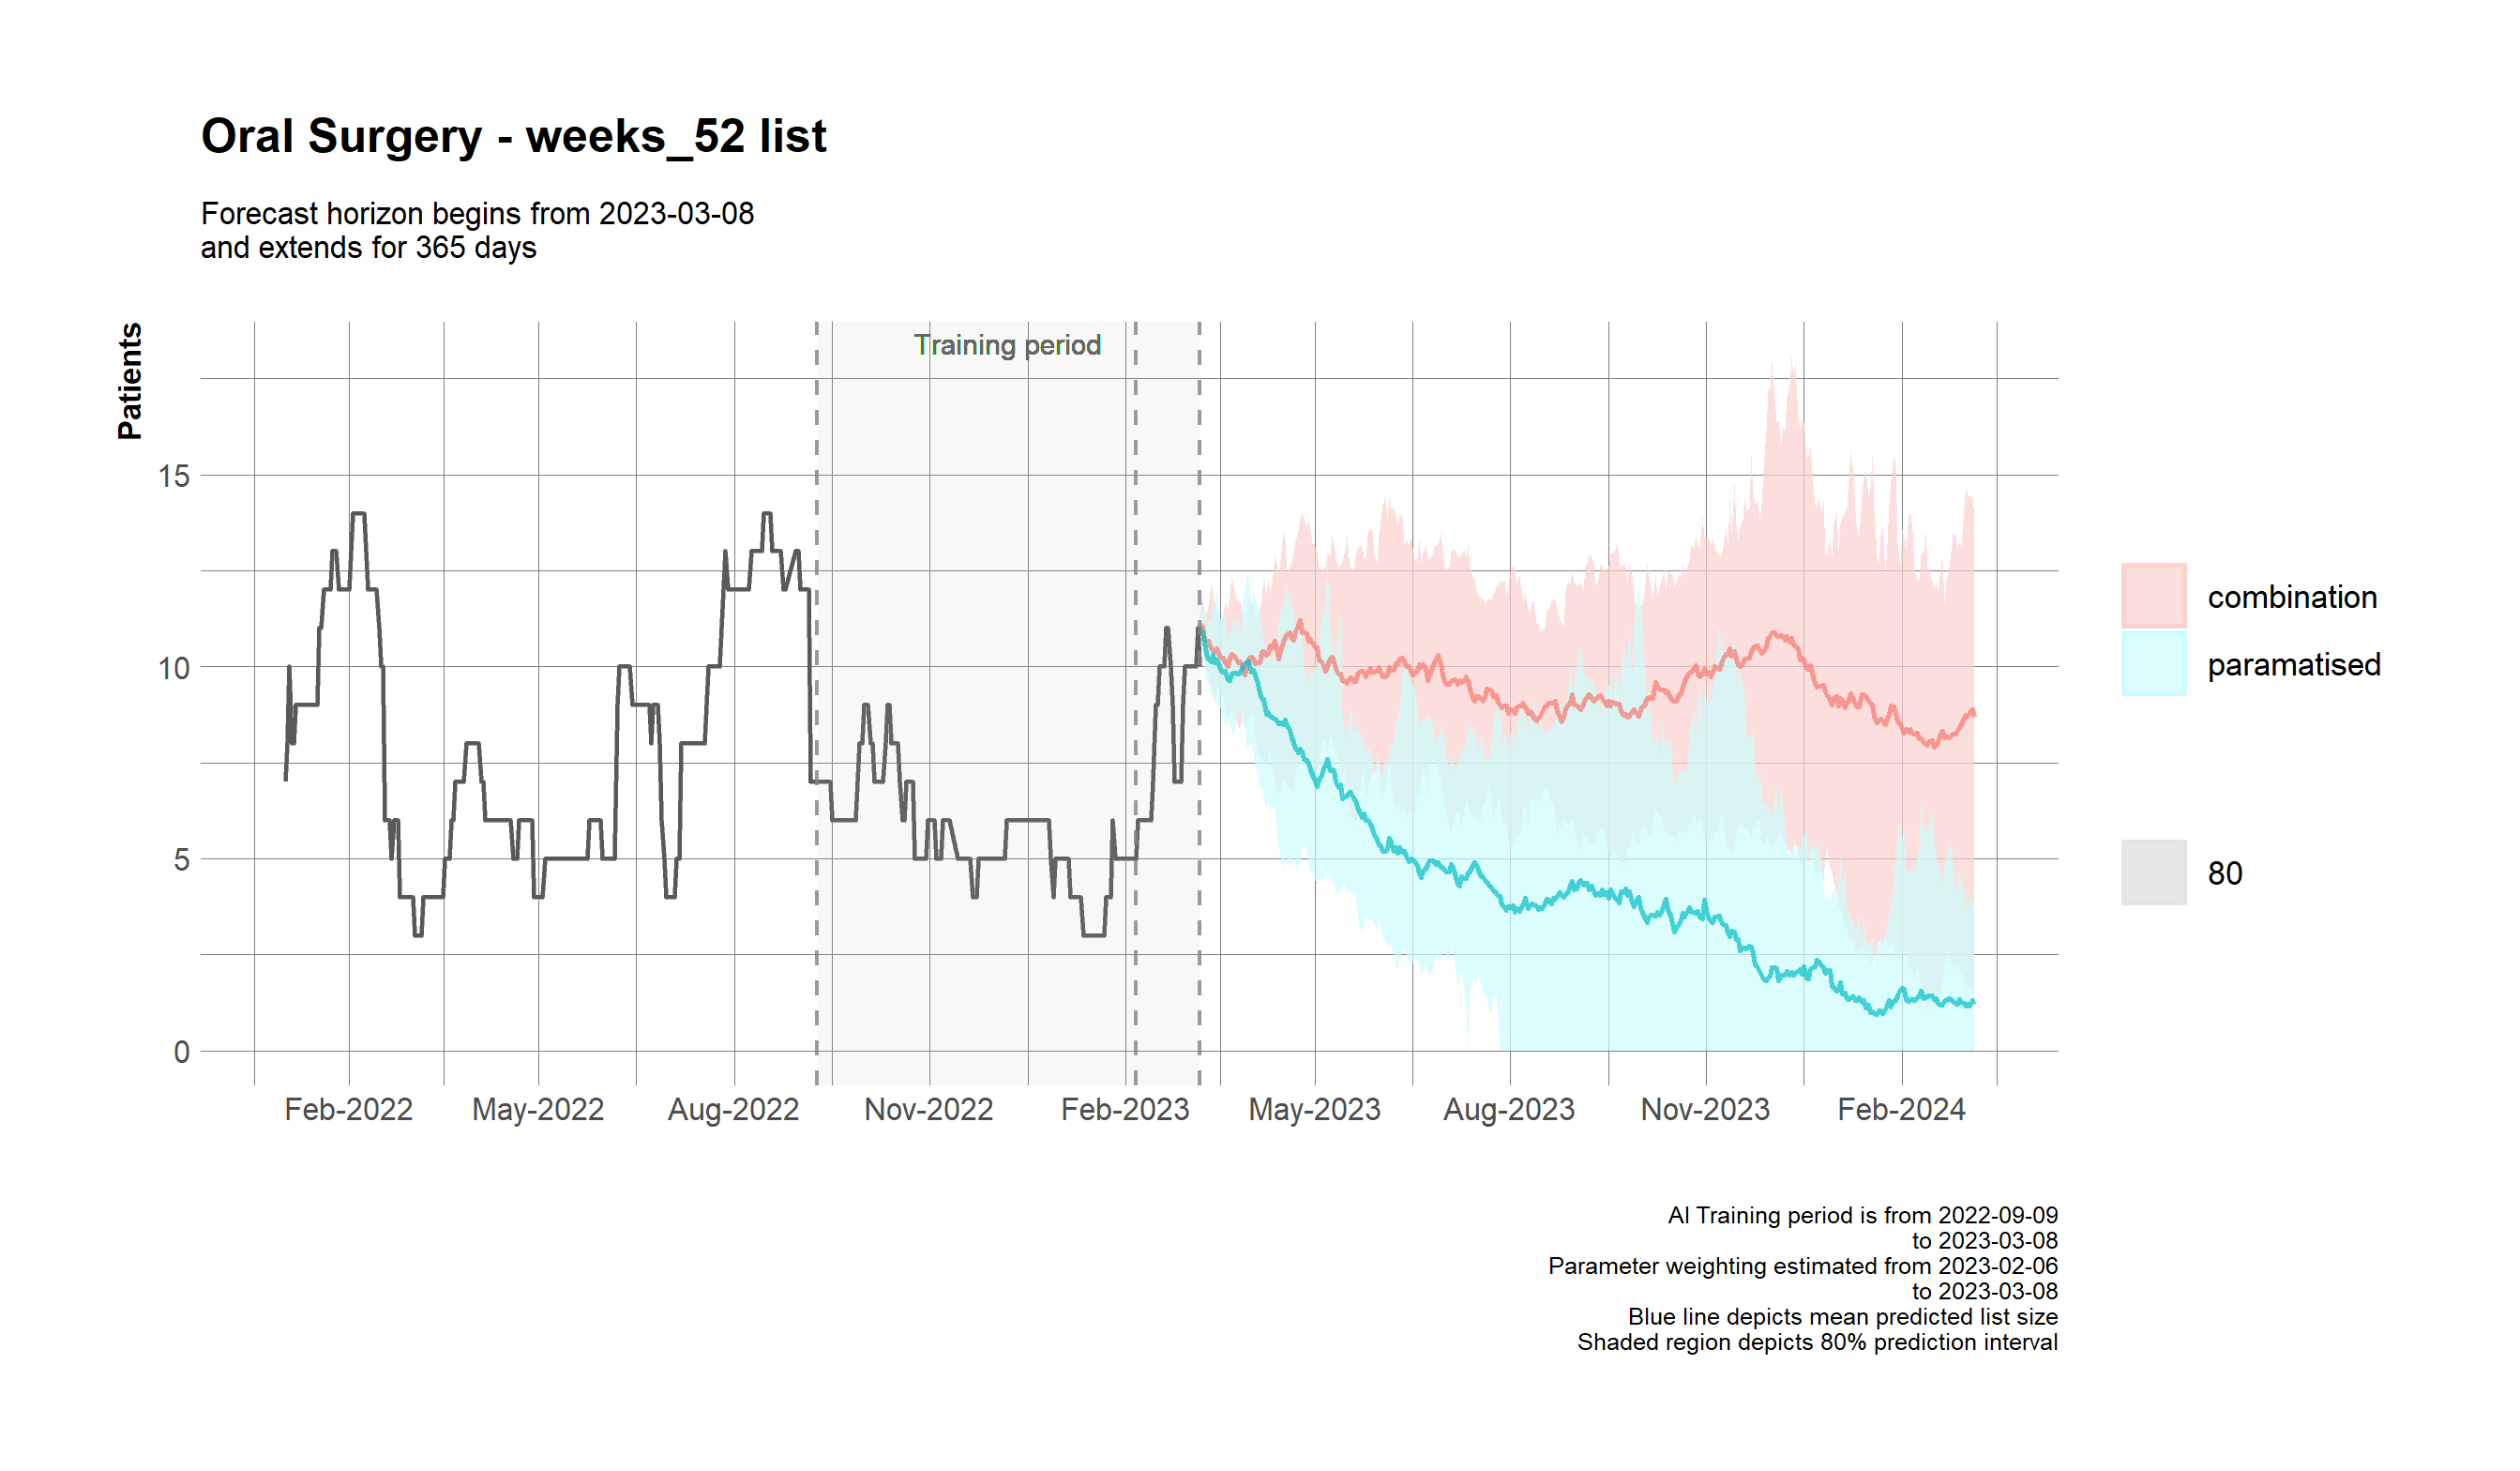 Oral Surgery - weeks_52 list
Forecast horizon begins from 2023-03-08
and extends for 365 days
Patients
Training period
15
10
5
0
Feb-2022
May-2022
Aug-2022
Nov-2022
Feb-2023
May-2023
Aug-2023
Nov-2023
Feb-2024
combination
paramatised
80
AI Training period is from 2022-09-09
to 2023-03-08
Parameter weighting estimated from 2023-02-06
to 2023-03-08
Blue line depicts mean predicted list size
Shaded region depicts 80% prediction interval